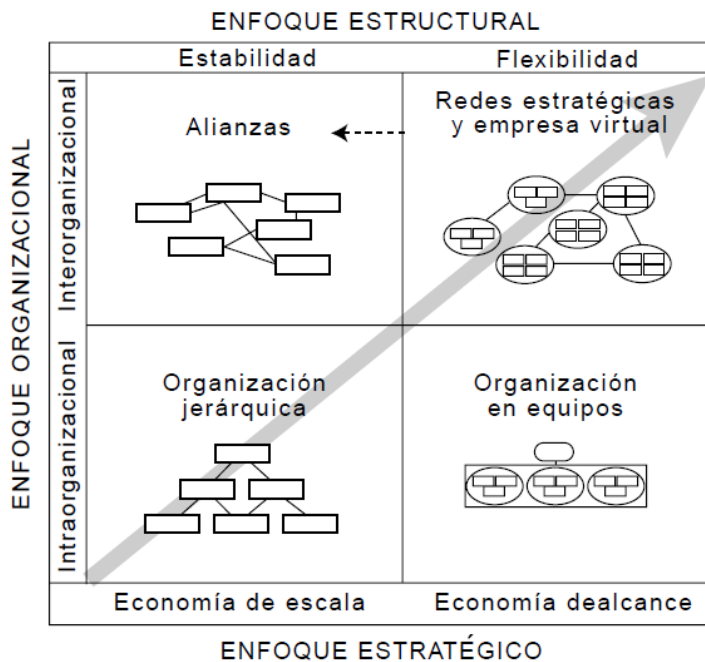 ENFOQUE ESTRUCTURAL
Estabilidad
Flexibilidad
ENFOQUE ORGANIZACIONAL
Interorganizacional
Alianzas
Redes estratégicas
y empresa virtual
Intraorganizacional
Organización
jerárquica
Organización
en equipos
Economía de escala
Economía dealcance
ENFOQUE ESTRATÉGICO